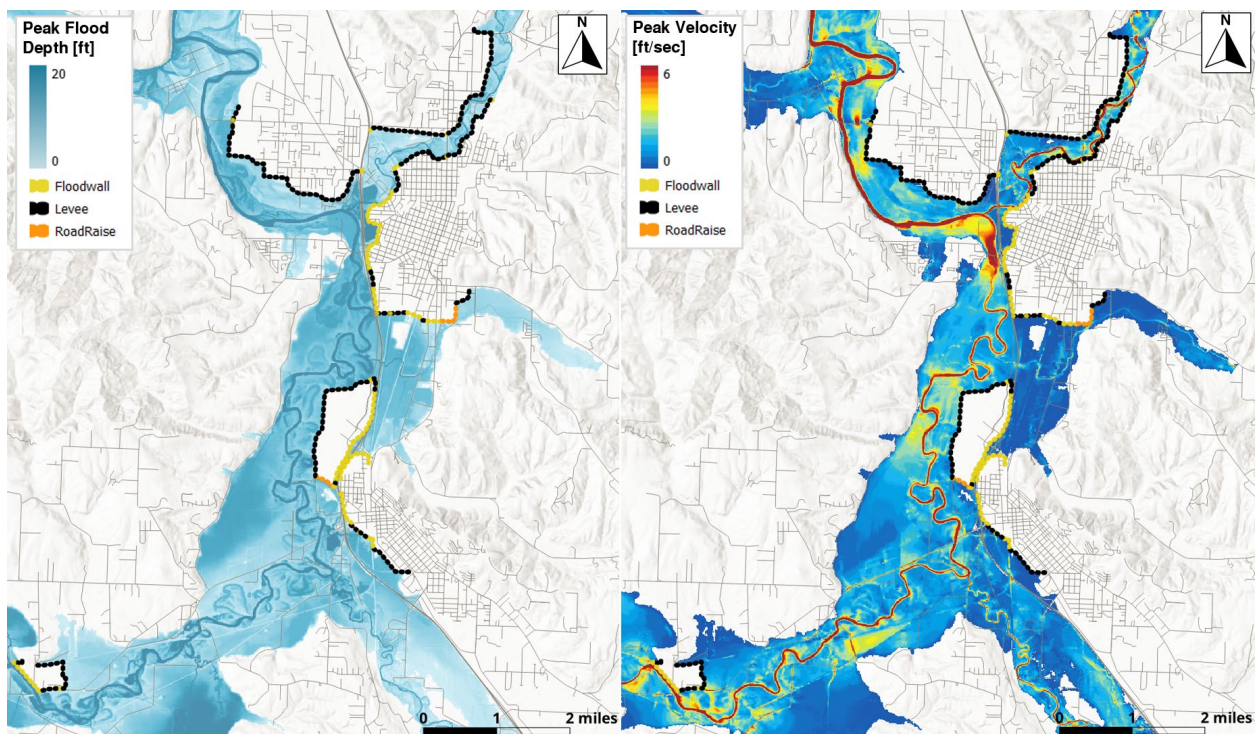 Peak Flood
Depth [ft]
20
0
Floodwall
Levee
RoadRaise
N
0 1 2 miles
Peak Velocity
[ft/sec]
6
0
Floodwall
Levee
RoadRaise
N
0 1 2 miles